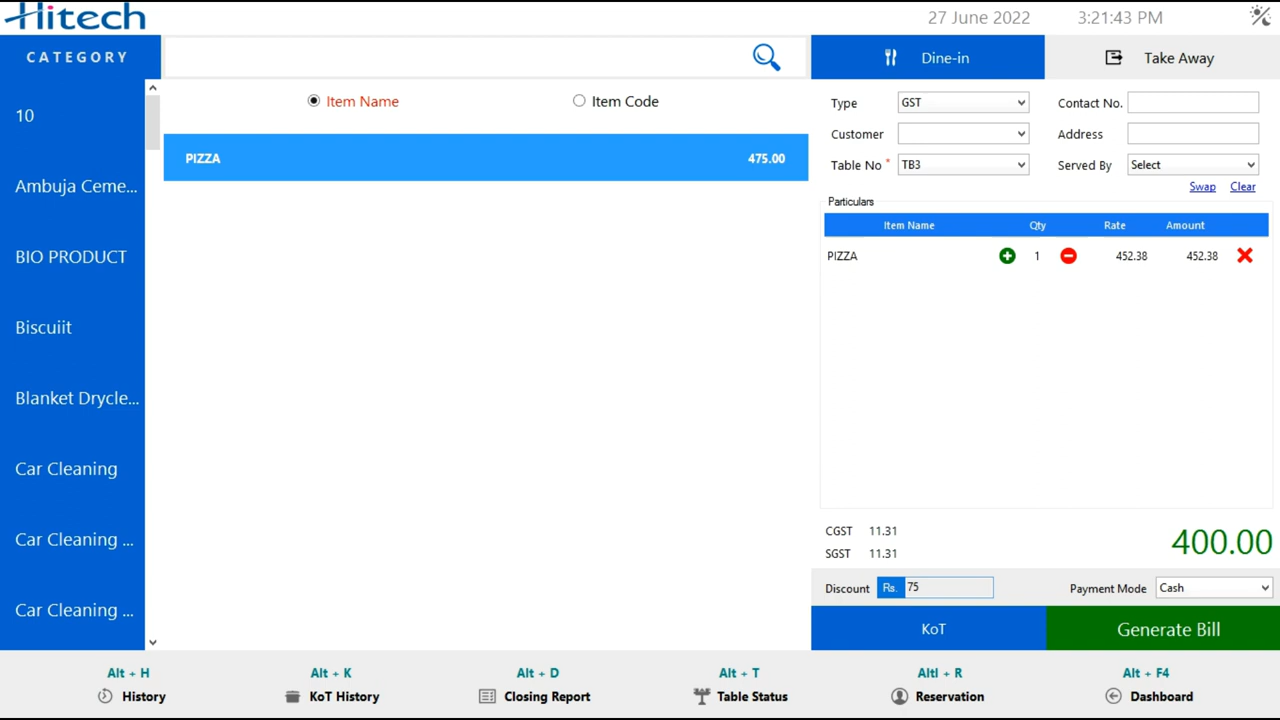 Hitech
27 June 2022 3:21:43 PM
CATEGORY
10
Ambuja Ceme...
BIO PRODUCT
Biscuiit
Blanket Drycle...
Car Cleaning
Car Cleaning ...
Car Cleaning ...
Item Name Item Code
PIZZA 475.00
Dine-in Take Away
Type GST Contact No.
Customer Address
Table No * TB3 Served By Select
Swap Clear
Particulars
Item Name Qty Rate Amount
PIZZA 1 452.38 452.38
CGST 11.31
SGST 11.31
400.00
Discount Rs. 75 Payment Mode Cash
KoT Generate Bill
Alt + H Alt + K Alt + D Alt + T Altl + R Alt + F4
History KoT History Closing Report Table Status Reservation Dashboard